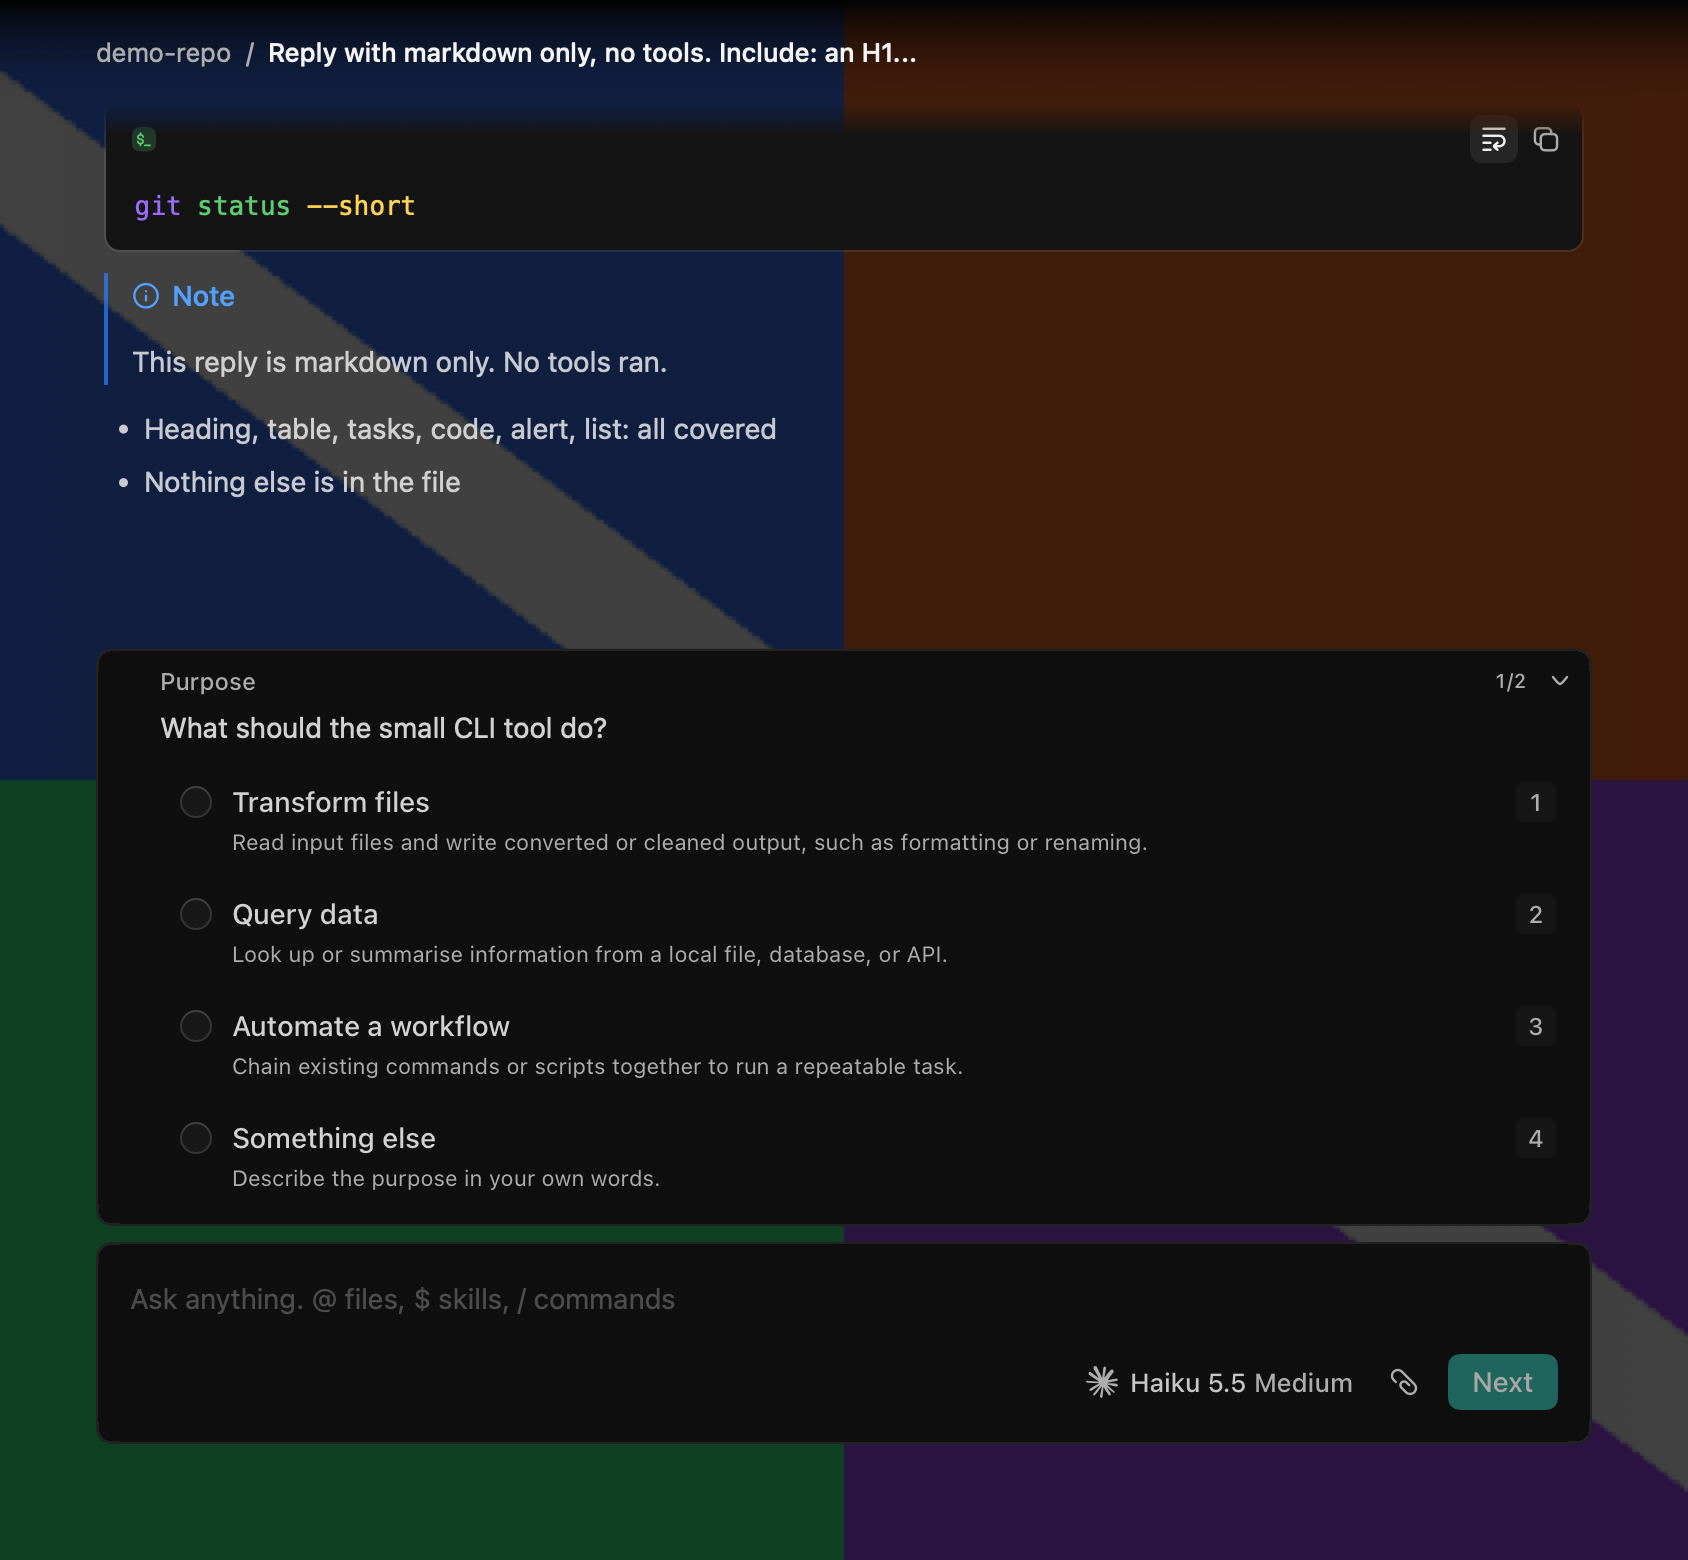 demo-repo / Reply with markdown only, no tools. Include: an H1...
$_
git status --short
Note
This reply is markdown only. No tools ran.
• Heading, table, tasks, code, alert, list: all covered
• Nothing else is in the file
Purpose 1/2
What should the small CLI tool do?
Transform files 1
Read input files and write converted or cleaned output, such as formatting or renaming.
Query data 2
Look up or summarise information from a local file, database, or API.
Automate a workflow 3
Chain existing commands or scripts together to run a repeatable task.
Something else 4
Describe the purpose in your own words.
Ask anything. @ files, $ skills, / commands
Haiku 5.5 Medium Next